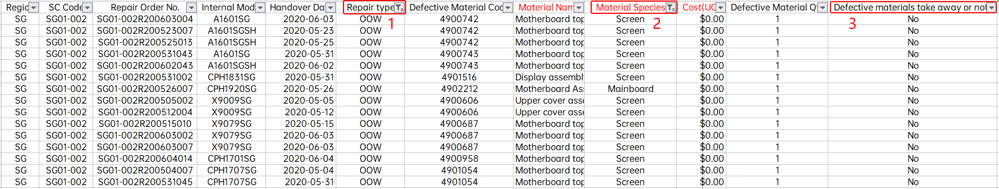 Regio SC Code Repair Order No. Internal Mod Handover Da Repair type Defective Material Coc Material Nam Material Species Cost(UC Defective Material Q Defective materials take away or not
1 2 3
SG SG01-002 SG01-002R200603004 A1601SG 2020-06-03 OOW 4900742 Motherboard top Screen $0.00 1 No
SG SG01-002 SG01-002R200523007 A1601SGSH 2020-05-23 OOW 4900742 Motherboard top Screen $0.00 1 No
SG SG01-002 SG01-002R200525013 A1601SGSH 2020-05-25 OOW 4900742 Motherboard top Screen $0.00 1 No
SG SG01-002 SG01-002R200531043 A1601SG 2020-05-31 OOW 4900743 Motherboard top Screen $0.00 1 No
SG SG01-002 SG01-002R200602043 A1601SGSH 2020-06-02 OOW 4900743 Motherboard top Screen $0.00 1 No
SG SG01-002 SG01-002R200531002 CPH1831SG 2020-05-31 OOW 4901516 Display assembl Screen $0.00 1 No
SG SG01-002 SG01-002R200526007 CPH1920SG 2020-05-26 OOW 4902212 Motherboard Ass Mainboard $0.00 1 No
SG SG01-002 SG01-002R200505002 X9009SG 2020-05-05 OOW 4900606 Upper cover asse Screen $0.00 1 No
SG SG01-002 SG01-002R200512004 X9009SG 2020-05-12 OOW 4900606 Upper cover asse Screen $0.00 1 No
SG SG01-002 SG01-002R200515010 X9079SG 2020-05-15 OOW 4900687 Motherboard top Screen $0.00 1 No
SG SG01-002 SG01-002R200603002 X9079SG 2020-06-03 OOW 4900687 Motherboard top Screen $0.00 1 No
SG SG01-002 SG01-002R200603007 X9079SG 2020-06-03 OOW 4900687 Motherboard top Screen $0.00 1 No
SG SG01-002 SG01-002R200604014 CPH1701SG 2020-06-04 OOW 4900958 Motherboard top Screen $0.00 1 No
SG SG01-002 SG01-002R200504007 CPH1707SG 2020-05-04 OOW 4901054 Motherboard top Screen $0.00 1 No
SG SG01-002 SG01-002R200531045 CPH1707SG 2020-05-31 OOW 4901054 Motherboard top Screen $0.00 1 No